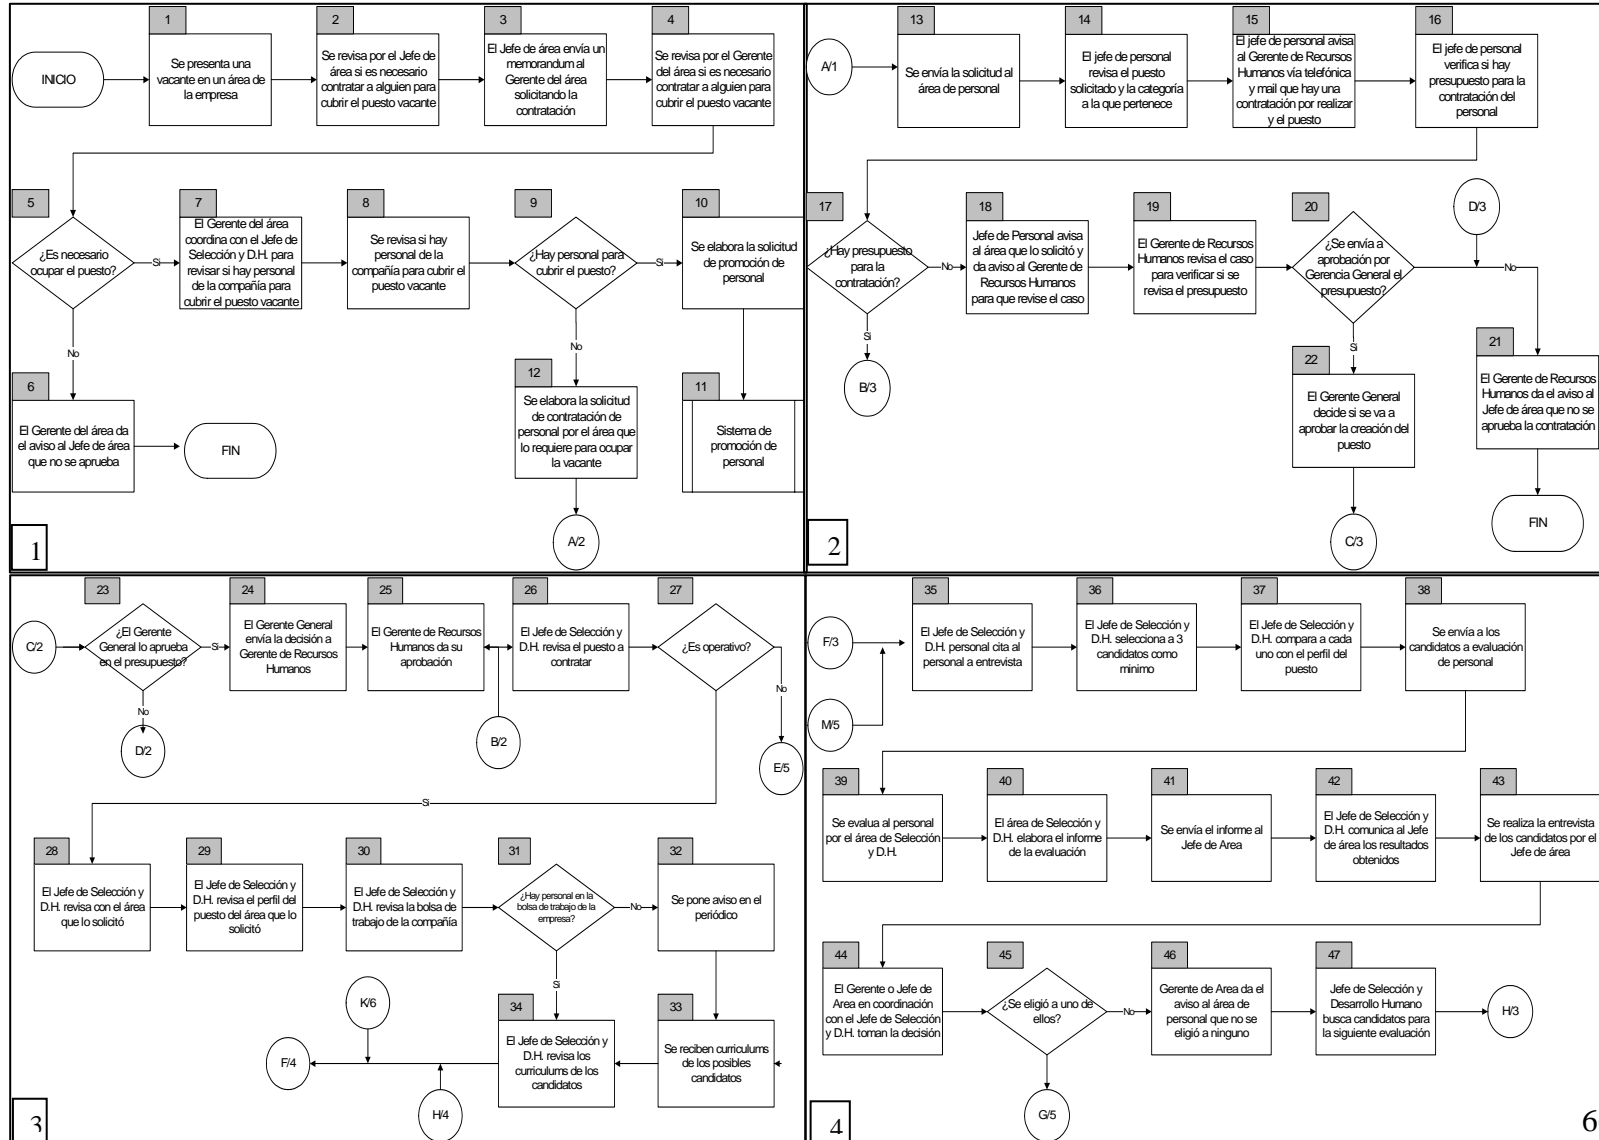 1
2
3
4
INICIO
Se presenta una
vacante en un área de
la empresa
Se revisa por el Jefe de
área si es necesario
contratar a alguien para
cubrir el puesto vacante
El Jefe de área envía un
memorandum al
Gerente del área
solicitando la
contratación
Se revisa por el Gerente
del área si es necesario
contratar a alguien para
cubrir el puesto vacante
5
7
8
9
10
¿Es necesario
ocupar el puesto?
Si
El Gerente del área
coordina con el Jefe de
Selección y D.H. para
revisar si hay personal
de la compañía para
cubrir el puesto vacante
Se revisa si hay
personal de la
compañía para cubrir el
puesto vacante
¿Hay personal para
cubrir el puesto?
Si
Se elabora la solicitud
de promoción de
personal
No
No
6
12
11
El Gerente del área da
el aviso al Jefe de área
que no se aprueba
FIN
Se elabora la solicitud
de contratación de
personal por el área que
lo requiere para ocupar
la vacante
Sistema de
promoción de
personal
A/2
1
13
14
15
16
A/1
Se envía la solicitud al
área de personal
El jefe de personal
revisa el puesto
solicitado y la categoría
a la que pertenece
El jefe de personal avisa
al Gerente de Recursos
Humanos vía telefónica
y mail que hay una
contratación por realizar
y el puesto
El jefe de personal
verifica si hay
presupuesto para la
contratación del
personal
17
18
19
20
D/3
¿Hay presupuesto
para la
contratación?
No
Jefe de Personal avisa
al área que lo solicitó y
da aviso al Gerente de
Recursos Humanos
para que revise el caso
El Gerente de Recursos
Humanos revisa el caso
para verificar si se
revisa el presupuesto
¿Se envía a
aprobación por
Gerencia General el
presupuesto?
No
Si
Si
B/3
22
21
El Gerente General
decide si se va a
aprobar la creación del
puesto
El Gerente de Recursos
Humanos da el aviso al
Jefe de área que no se
aprueba la contratación
C/3
FIN
2
23
24
25
26
27
C/2
¿El Gerente
General lo aprueba
en el presupuesto?
Si
El Gerente General
envía la decisión a
Gerente de Recursos
Humanos
El Gerente de Recursos
Humanos da su
aprobación
El Jefe de Selección y
D.H. revisa el puesto a
contratar
¿Es operativo?
No
No
D/2
B/2
E/5
Si
28
29
30
31
32
El Jefe de Selección y
D.H. revisa con el área
que lo solicitó
El Jefe de Selección y
D.H. revisa el perfil del
puesto del área que lo
solicitó
El Jefe de Selección y
D.H. revisa la bolsa de
trabajo de la compañía
¿Hay personal en la
bolsa de trabajo de la
empresa?
No
Se pone aviso en el
periódico
Si
K/6
34
33
F/4
El Jefe de Selección y
D.H. revisa los
curriculums de los
candidatos
Se reciben curriculums
de los posibles
candidatos
H/4
3
35
36
37
38
F/3
El Jefe de Selección y
D.H. personal cita al
personal a entrevista
El Jefe de Selección y
D.H. selecciona a 3
candidatos como
minimo
El Jefe de Selección y
D.H. compara a cada
uno con el perfil del
puesto
Se envía a los
candidatos a evaluación
de personal
M/5
39
40
41
42
43
Se evalua al personal
por el área de Selección
y D.H.
El área de Selección y
D.H. elabora el informe
de la evaluación
Se envía el informe al
Jefe de Area
El Jefe de Selección y
D.H. comunica al Jefe
de área los resultados
obtenidos
Se realiza la entrevista
de los candidatos por el
Jefe de área
44
45
46
47
El Gerente o Jefe de
Area en coordinación
con el Jefe de Selección
y D.H. toman la decisión
¿Se eligió a uno de
ellos?
No
Gerente de Area da el
aviso al área de
personal que no se
eligió a ninguno
Jefe de Selección y
Desarrollo Humano
busca candidatos para
la siguiente evaluación
H/3
G/5
4
6